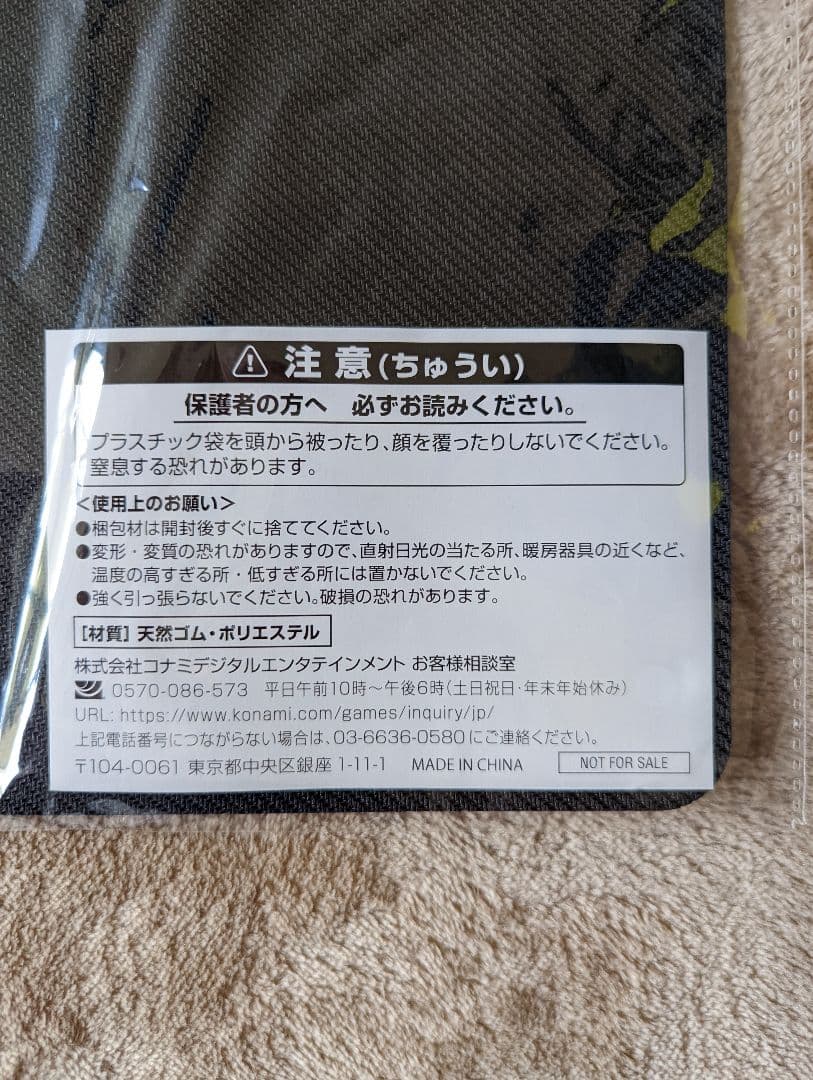 ⚠ 注意(ちゅうい)
保護者の方へ 必ずお読みください。
プラスチック袋を頭から被ったり、顔を覆ったりしないでください。
窒息する恐れがあります。
<使用上のお願い>
●梱包材は開封後すぐに捨ててください。
●変形・変質の恐れがありますので、直射日光の当たる所、暖房器具の近くなど、
温度の高すぎる所・低すぎる所には置かないでください。
●強く引っ張らないでください。破損の恐れがあります。
[材質] 天然ゴム・ポリエステル
株式会社コナミデジタルエンタテインメント お客様相談室
0570-086-573 平日午前10時～午後6時(土日祝日・年末年始休み)
URL: https://www.konami.com/games/inquiry/jp/
上記電話番号につながらない場合は、03-6636-0580にご連絡ください。
〒104-0061 東京都中央区銀座 1-11-1 MADE IN CHINA NOT FOR SALE